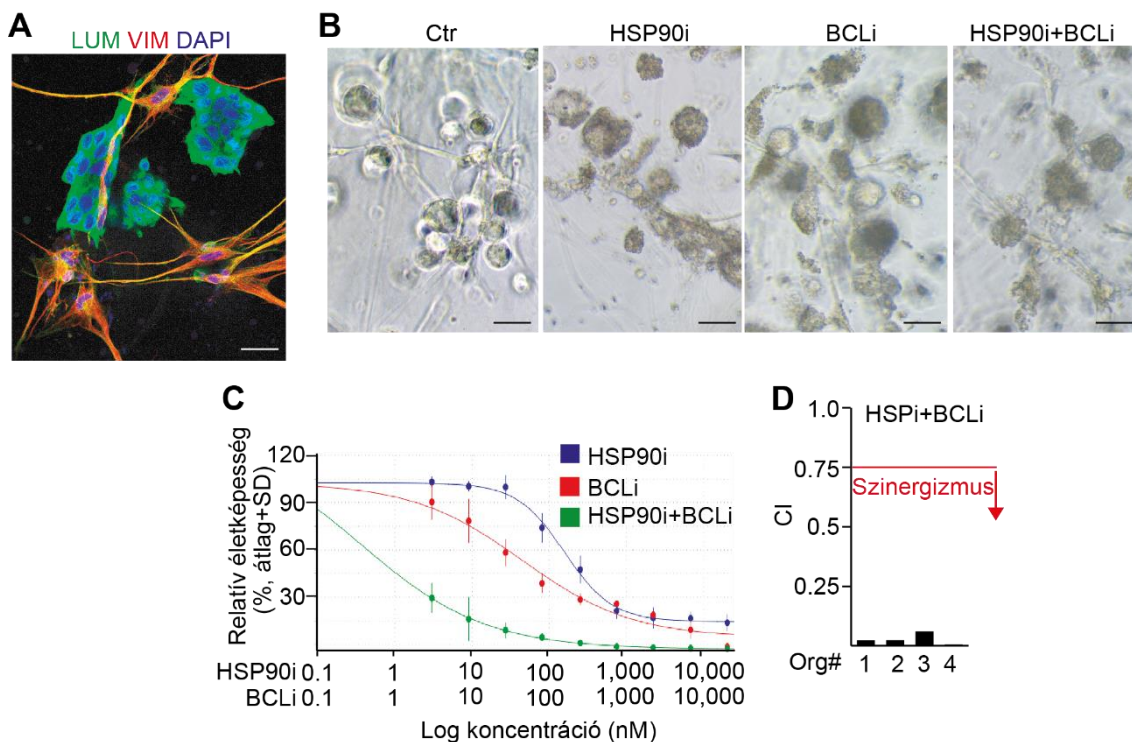 A
LUM VIM DAPI
B
Ctr
HSP90i
BCLi
HSP90i+BCLi
C
Relatív életképesség
(%, átlag+SD)
120
90
60
30
HSP90i
BCLi
HSP90i+BCLi
HSP90i 0.1 1 10 100 1,000 10,000
BCLi 0.1 1 10 100 1,000 10,000
Log koncentráció (nM)
D
HSPi+BCLi
CI
1.0
0.75
Szinergizmus
0.5
0.25
Org# 1 2 3 4